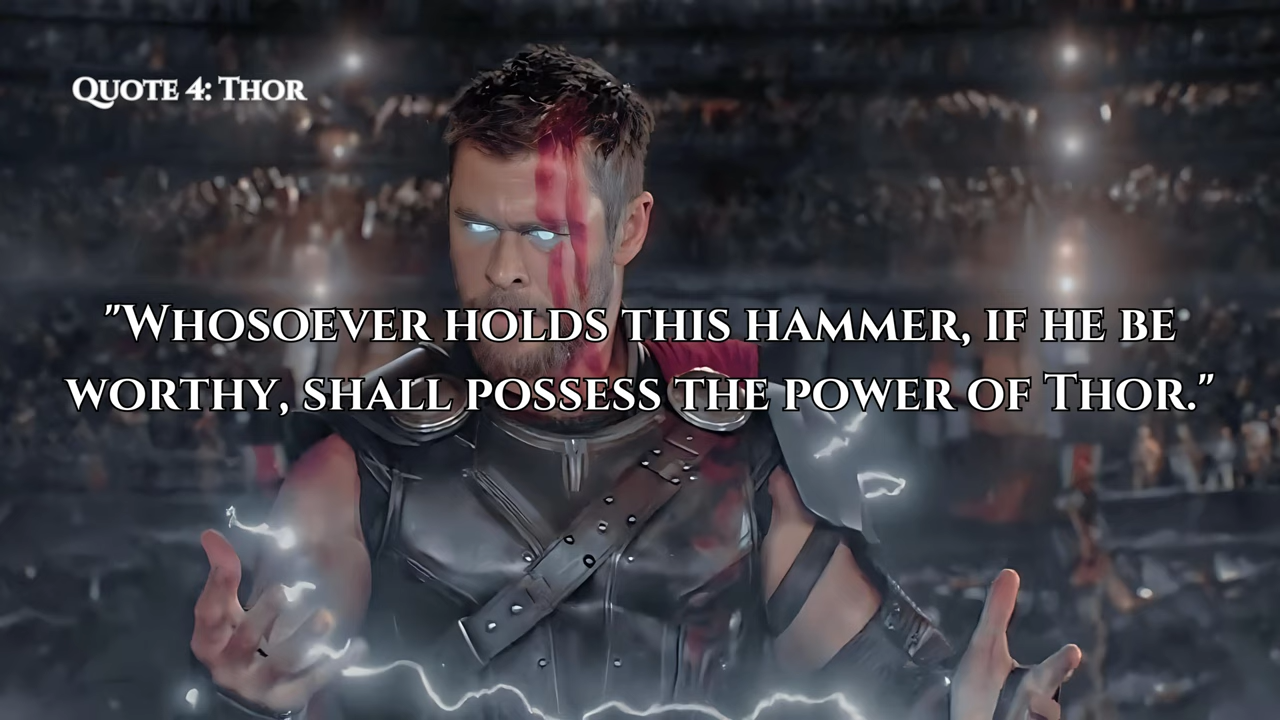 Quote 4: Thor
"Whosoever holds this hammer, if he be
worthy, shall possess the power of Thor."